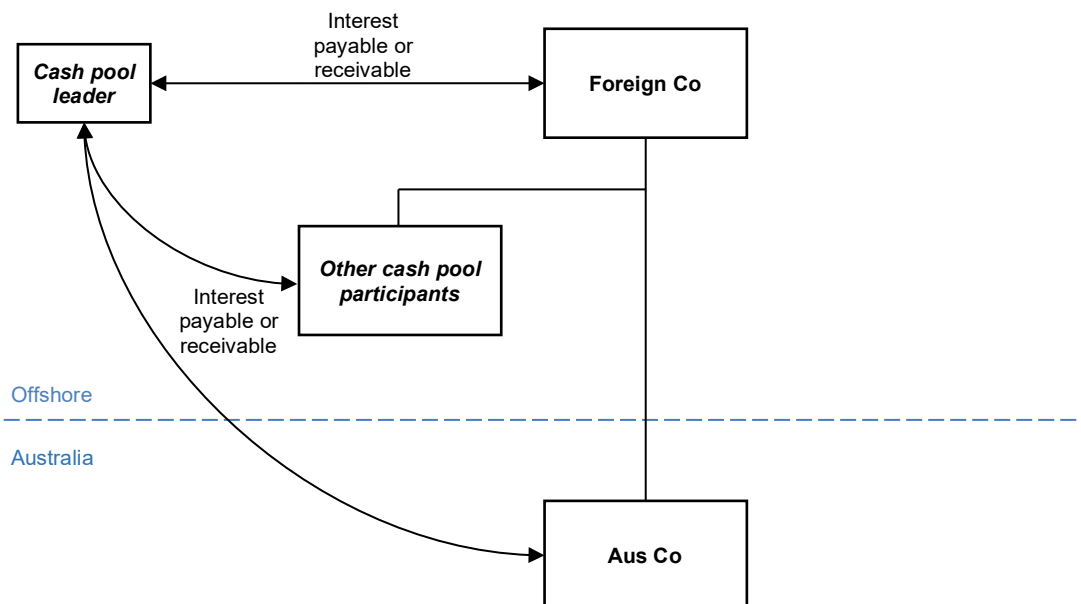 Interest
payable or
receivable
Cash pool
leader
Foreign Co
Other cash pool
participants
Interest
payable or
receivable
Offshore
Australia
Aus Co